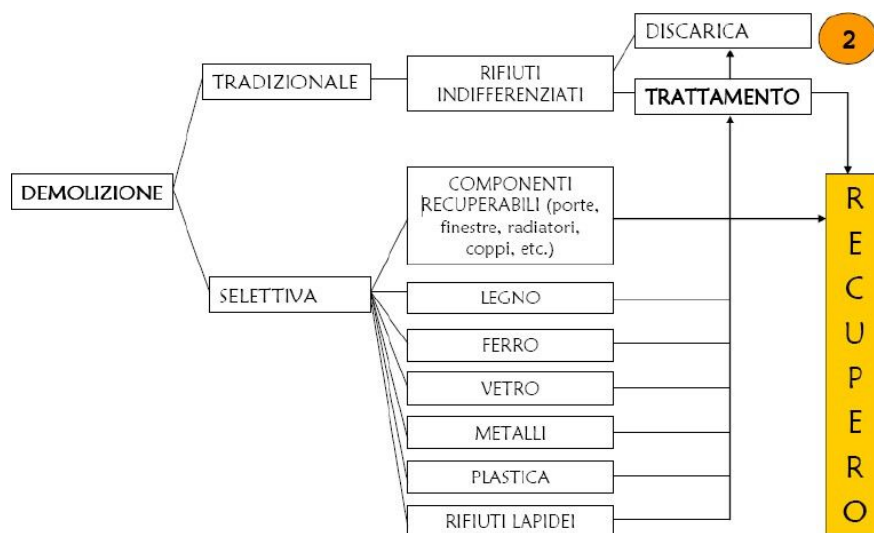 DISCARICA
2
TRADIZIONALE
RIFIUTI
INDIFFERENZIATI
TRATTAMENTO
DEMOLIZIONE
COMPONENTI
RECUPERABILI (porte,
finestre, radiatori,
coppi, etc.)
SELETTIVA
LEGNO
FERRO
VETRO
METALLI
PLASTICA
RIFIUTI LAPIDEI
R
E
C
U
P
E
R
O